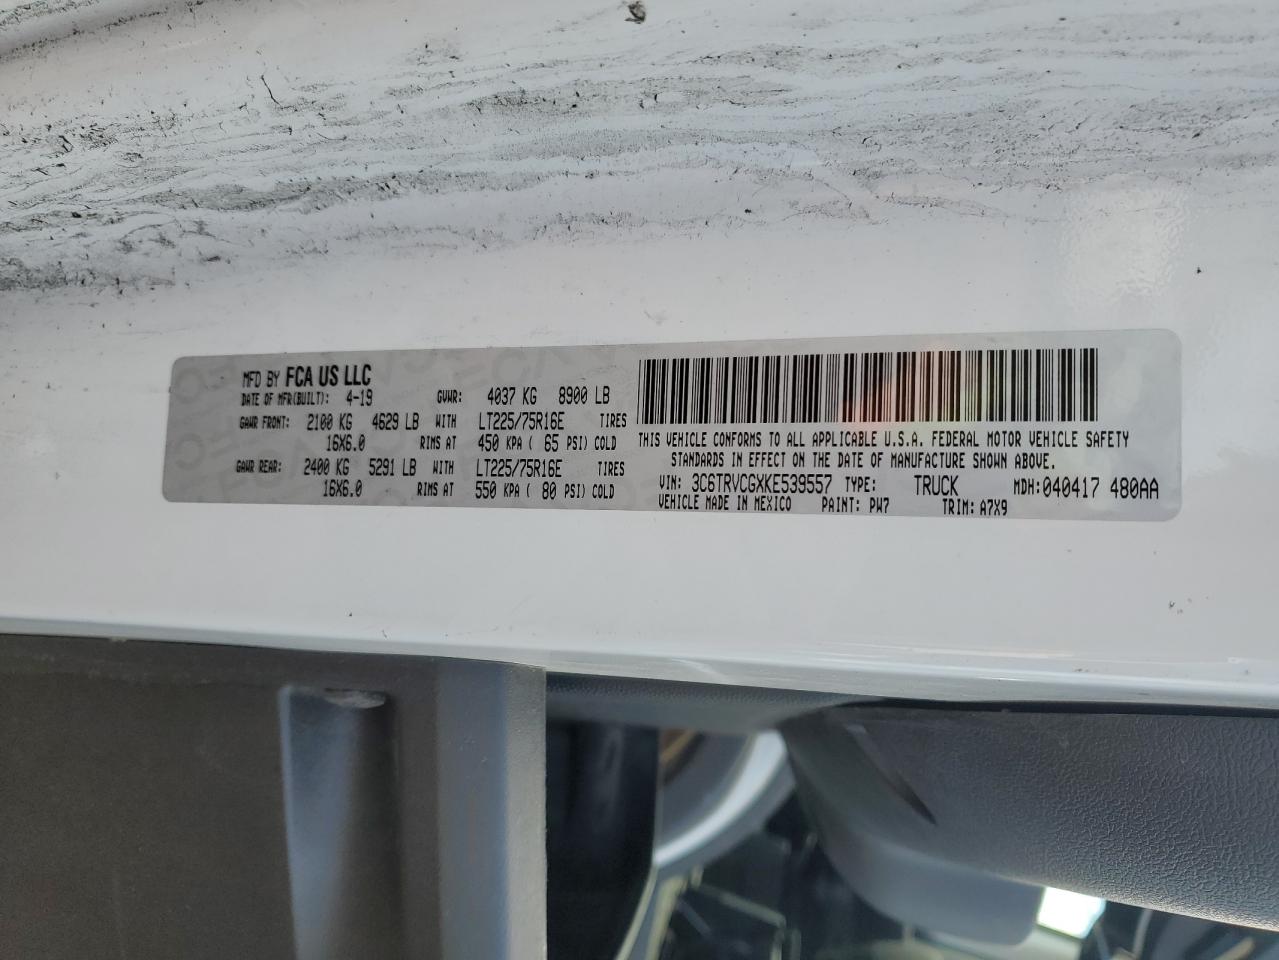 MFD BY FCA US LLC
DATE OF MFR(BUILT): 4-19 GVWR: 4037 KG 8900 LB
GAWR FRONT: 2100 KG 4629 LB WITH LT225/75R16E TIRES
16X6.0 RIMS AT 450 KPA ( 65 PSI) COLD
GAWR REAR: 2400 KG 5291 LB WITH LT225/75R16E TIRES
16X6.0 RIMS AT 550 KPA ( 80 PSI) COLD
THIS VEHICLE CONFORMS TO ALL APPLICABLE U.S.A. FEDERAL MOTOR VEHICLE SAFETY
STANDARDS IN EFFECT ON THE DATE OF MANUFACTURE SHOWN ABOVE.
VIN: 3C6TRVCGXKE539557 TYPE: TRUCK MDH:040417 480AA
VEHICLE MADE IN MEXICO PAINT: PW7 TRIM: A7X9